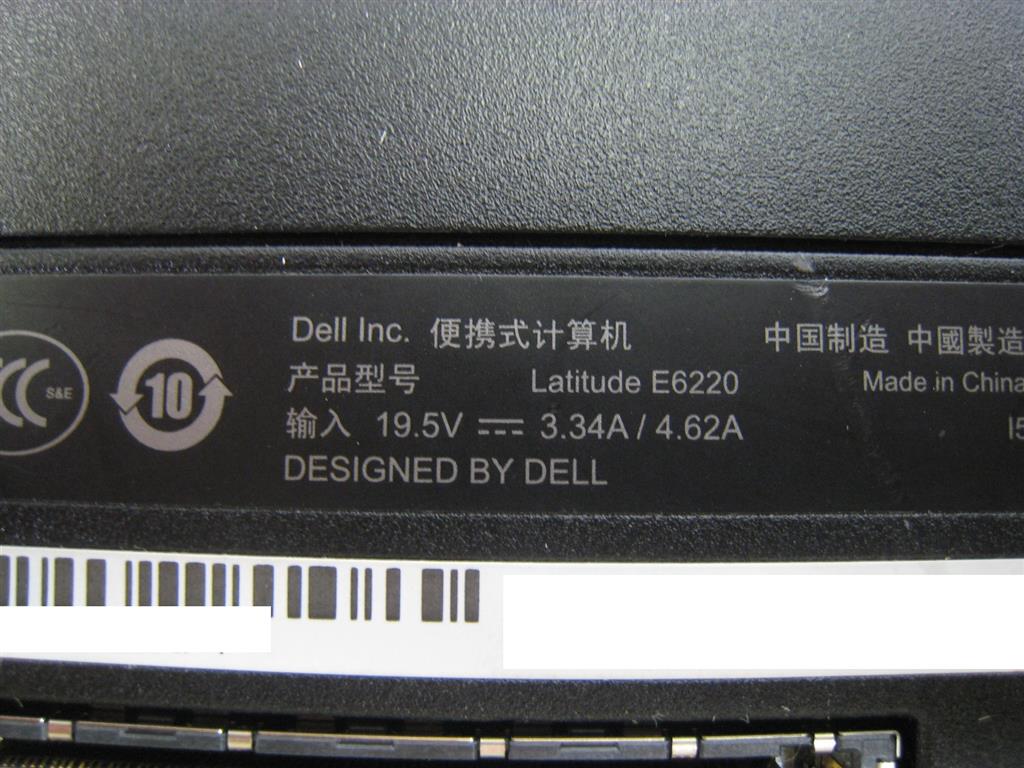 Dell Inc. 便携式计算机 中国制造 中國製造
产品型号 Latitude E6220 Made in China
S&E 10
输入 19.5V 3.34A / 4.62A
DESIGNED BY DELL